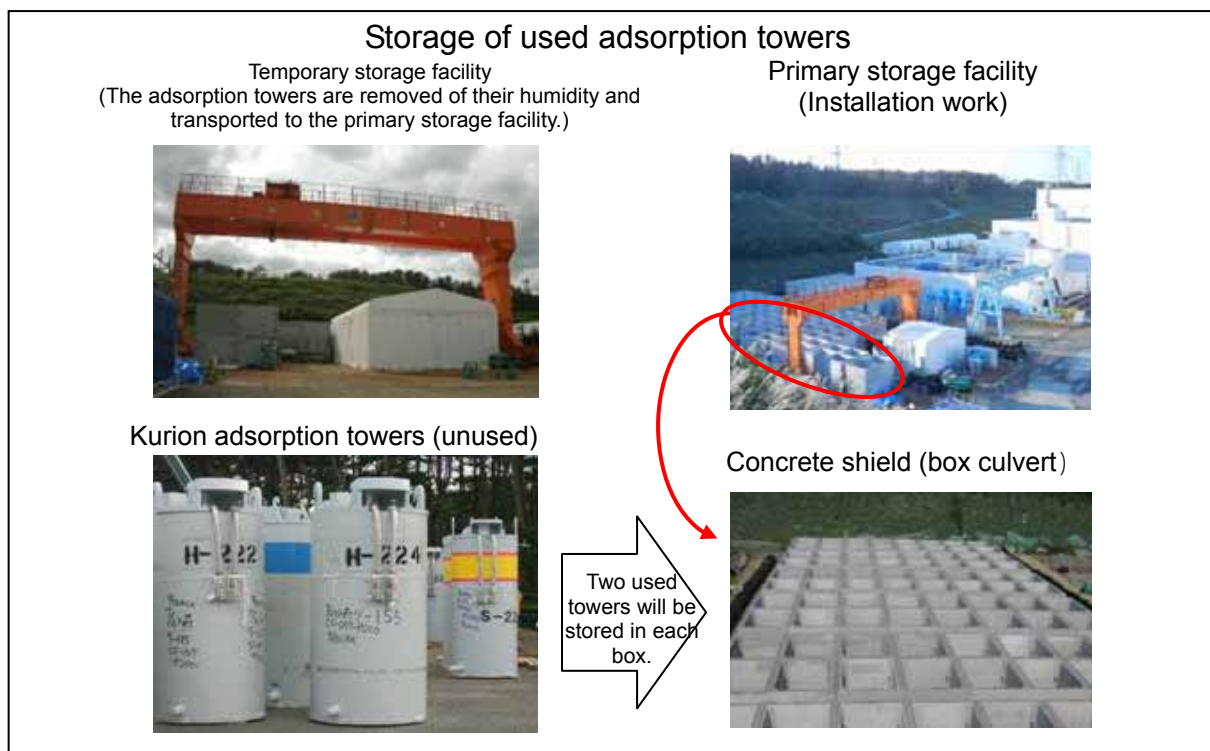 Storage of used adsorption towers
Temporary storage facility
(The adsorption towers are removed of their humidity and
transported to the primary storage facility.)
Primary storage facility
(Installation work)
Kurion adsorption towers (unused)
H-222
H-224
S-2
Concrete shield (box culvert)
Two used
towers will be
stored in each
box.